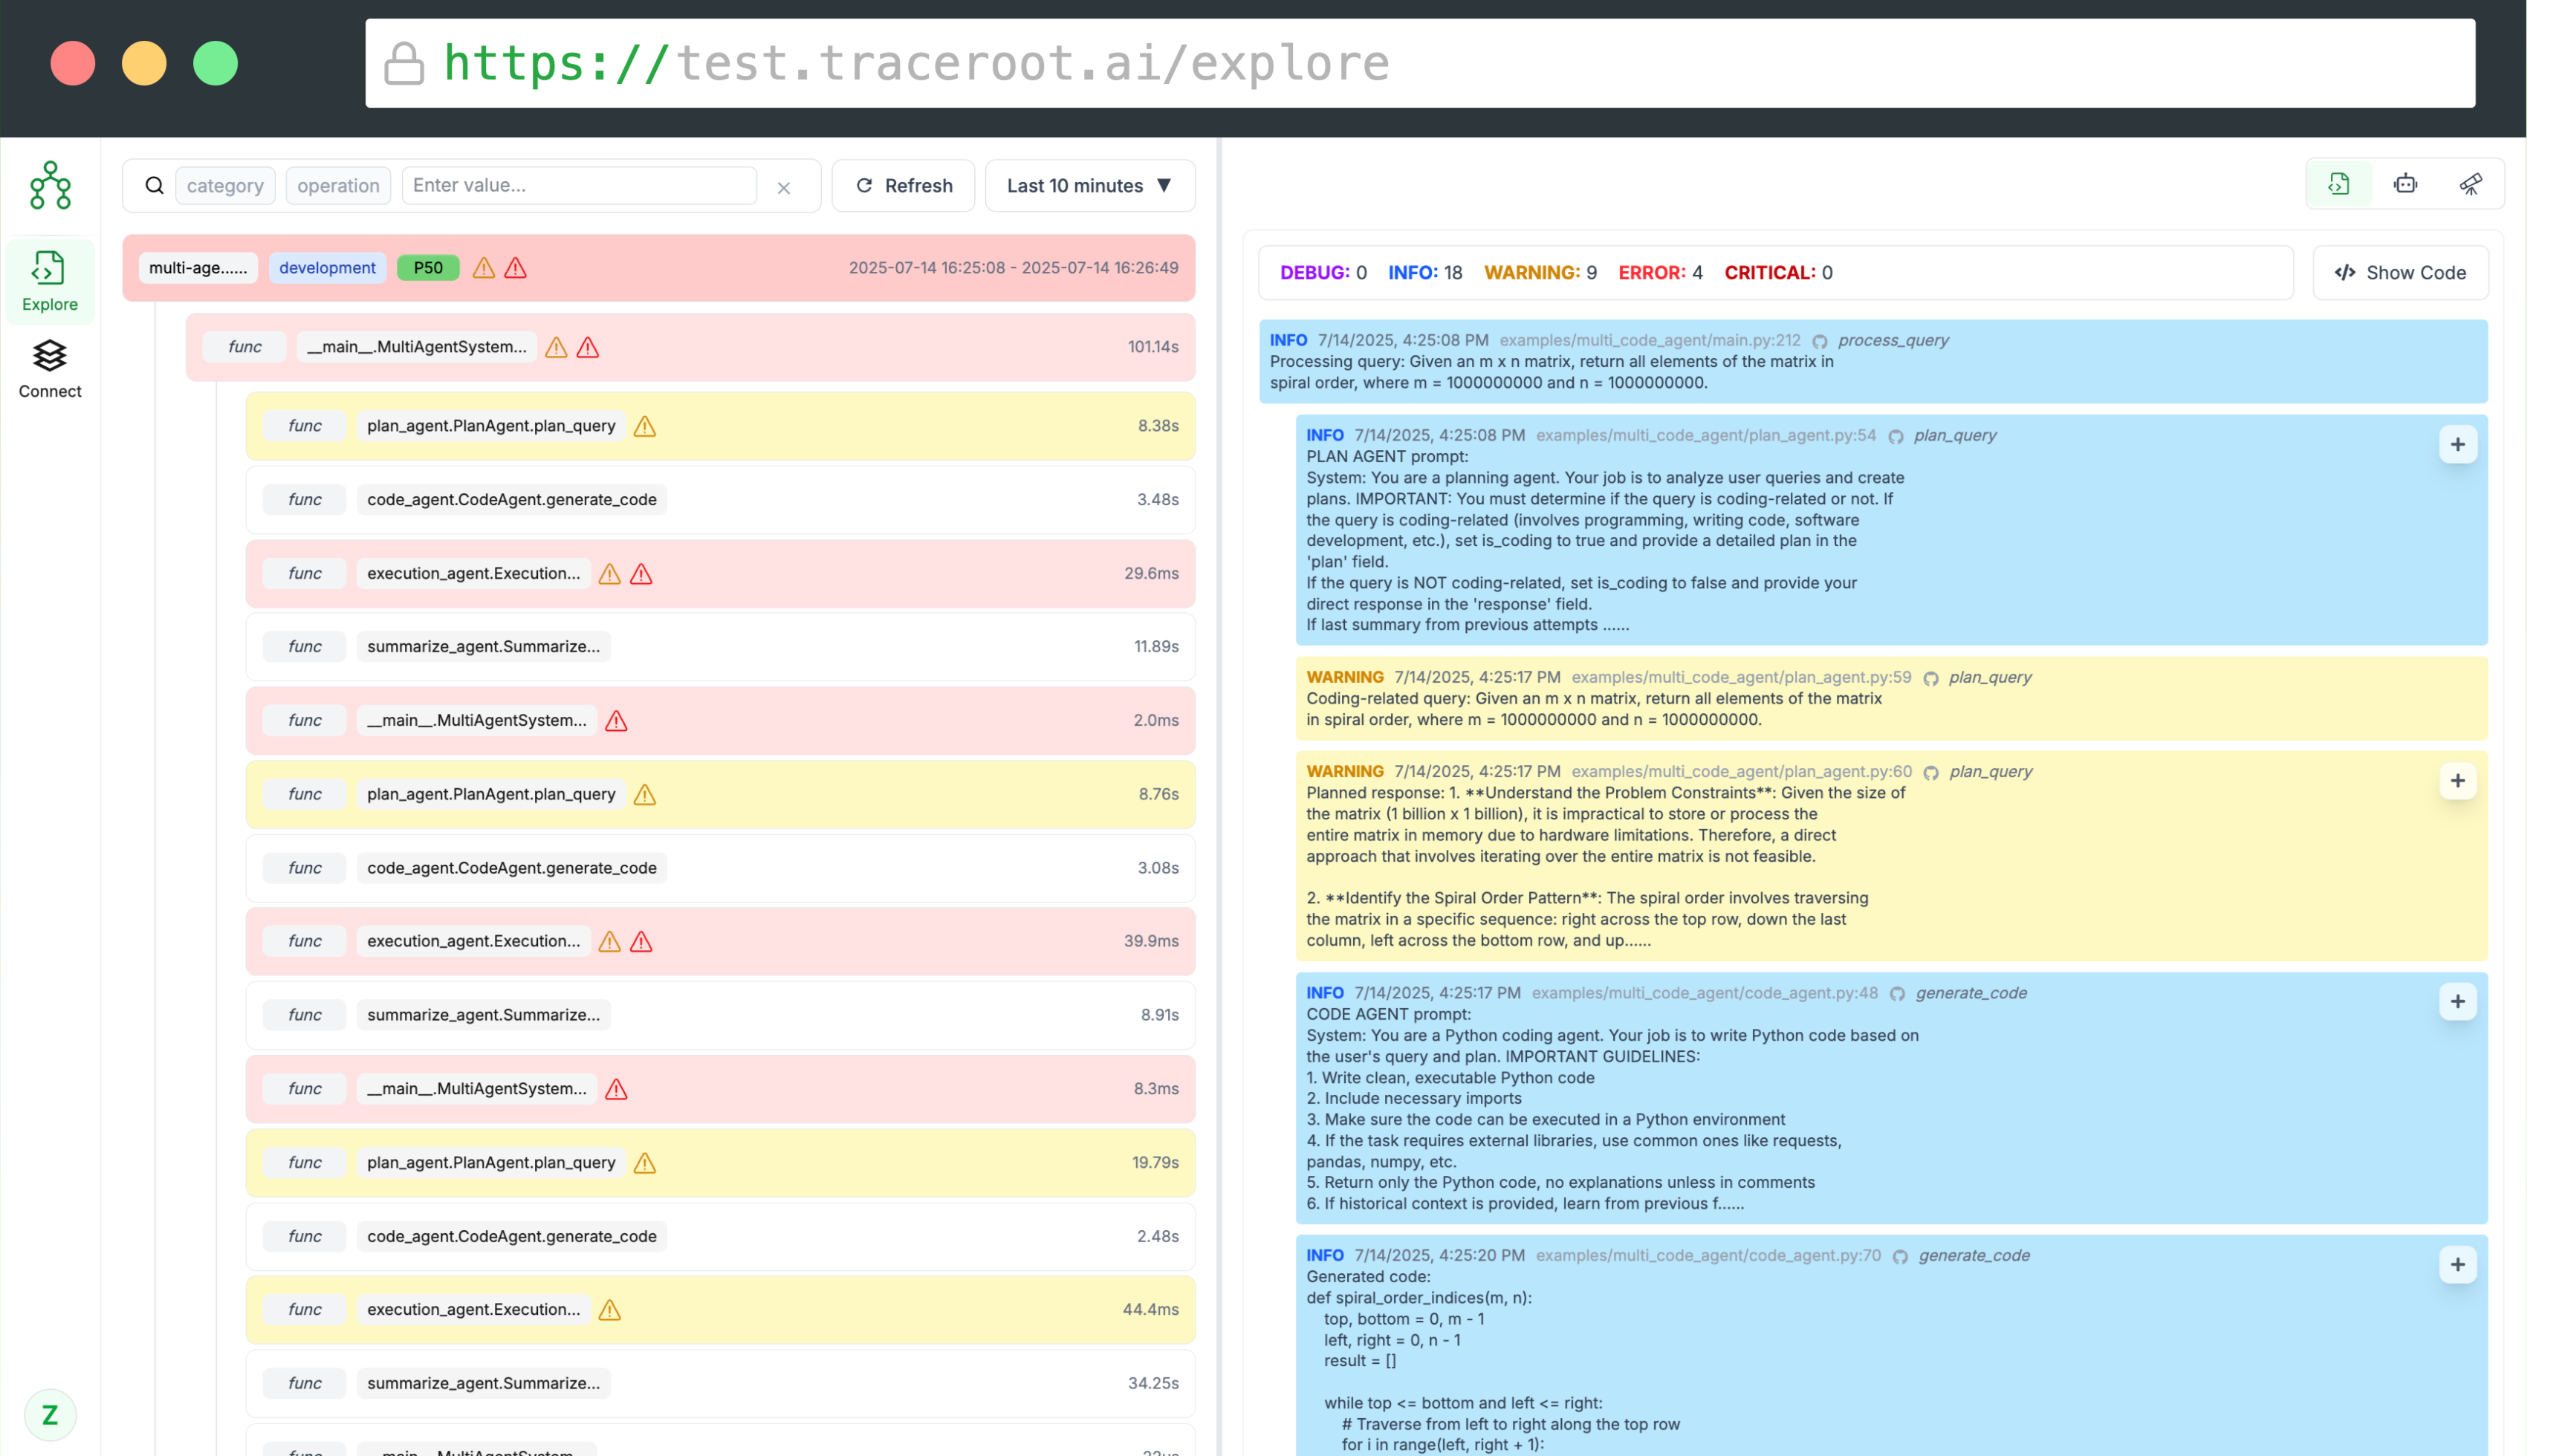 https://test.traceroot.ai/explore
Explore
Connect
Z
category operation Enter value... Refresh Last 10 minutes ▼
multi-age...... development P50 2025-07-14 16:25:08 - 2025-07-14 16:26:49
func __main__.MultiAgentSystem... 101.14s
func plan_agent.PlanAgent.plan_query 8.38s
func code_agent.CodeAgent.generate_code 3.48s
func execution_agent.Execution... 29.6ms
func summarize_agent.Summarize... 11.89s
func __main__.MultiAgentSystem... 2.0ms
func plan_agent.PlanAgent.plan_query 8.76s
func code_agent.CodeAgent.generate_code 3.08s
func execution_agent.Execution... 39.9ms
func summarize_agent.Summarize... 8.91s
func __main__.MultiAgentSystem... 8.3ms
func plan_agent.PlanAgent.plan_query 19.79s
func code_agent.CodeAgent.generate_code 2.48s
func execution_agent.Execution... 44.4ms
func summarize_agent.Summarize... 34.25s
DEBUG: 0 INFO: 18 WARNING: 9 ERROR: 4 CRITICAL: 0 </> Show Code
INFO 7/14/2025, 4:25:08 PM examples/multi_code_agent/main.py:212 process_query
Processing query: Given an m x n matrix, return all elements of the matrix in
spiral order, where m = 1000000000 and n = 1000000000.
INFO 7/14/2025, 4:25:08 PM examples/multi_code_agent/plan_agent.py:54 plan_query
PLAN AGENT prompt:
System: You are a planning agent. Your job is to analyze user queries and create
plans. IMPORTANT: You must determine if the query is coding-related or not. If
the query is coding-related (involves programming, writing code, software
development, etc.), set is_coding to true and provide a detailed plan in the
'plan' field.
If the query is NOT coding-related, set is_coding to false and provide your
direct response in the 'response' field.
If last summary from previous attempts ......
WARNING 7/14/2025, 4:25:17 PM examples/multi_code_agent/plan_agent.py:59 plan_query
Coding-related query: Given an m x n matrix, return all elements of the matrix
in spiral order, where m = 1000000000 and n = 1000000000.
WARNING 7/14/2025, 4:25:17 PM examples/multi_code_agent/plan_agent.py:60 plan_query
Planned response: 1. **Understand the Problem Constraints**: Given the size of
the matrix (1 billion x 1 billion), it is impractical to store or process the
entire matrix in memory due to hardware limitations. Therefore, a direct
approach that involves iterating over the entire matrix is not feasible.
2. **Identify the Spiral Order Pattern**: The spiral order involves traversing
the matrix in a specific sequence: right across the top row, down the last
column, left across the bottom row, and up......
INFO 7/14/2025, 4:25:17 PM examples/multi_code_agent/code_agent.py:48 generate_code
CODE AGENT prompt:
System: You are a Python coding agent. Your job is to write Python code based on
the user's query and plan. IMPORTANT GUIDELINES:
1. Write clean, executable Python code
2. Include necessary imports
3. Make sure the code can be executed in a Python environment
4. If the task requires external libraries, use common ones like requests,
pandas, numpy, etc.
5. Return only the Python code, no explanations unless in comments
6. If historical context is provided, learn from previous f......
INFO 7/14/2025, 4:25:20 PM examples/multi_code_agent/code_agent.py:70 generate_code
Generated code:
def spiral_order_indices(m, n):
top, bottom = 0, m - 1
left, right = 0, n - 1
result = []
while top <= bottom and left <= right:
# Traverse from left to right along the top row
for i in range(left, right + 1):